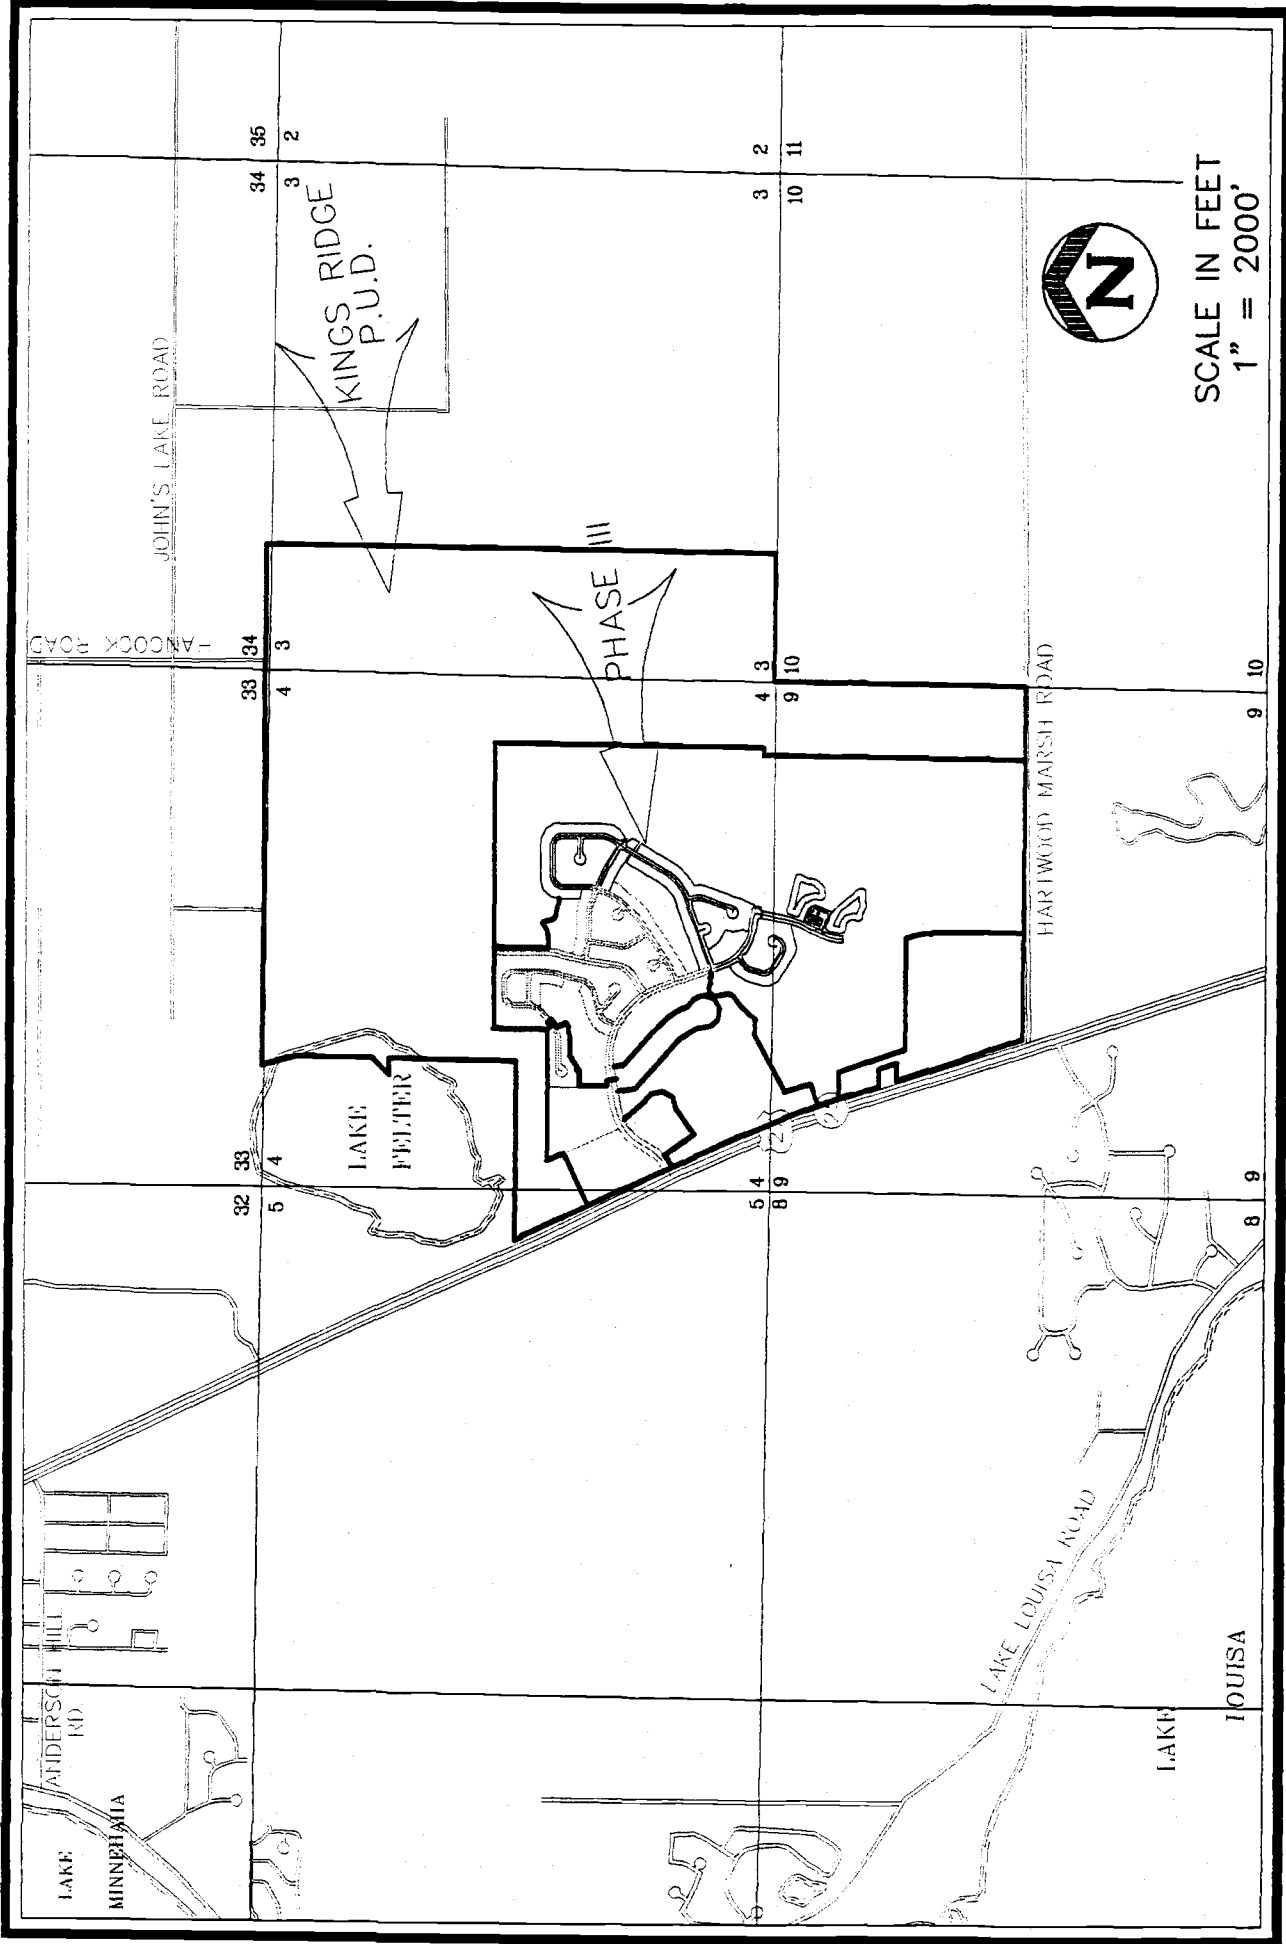 LAKE
MINNEHAHA
ANDERSON HILL
RD.
32
33
5
4
LAKE
FELTER
33
34
4
3
HANCOCK ROAD
JOHN'S LAKE ROAD
KINGS RIDGE
P.U.D.
34
35
3
2
PHASE III
5
4
8
9
4
3
9
10
3
2
10
11
HARTWOOD MARSH ROAD
LAKE LOUISA ROAD
LAKE
LOUISA
8
9
9
10
N
SCALE IN FEET
1" = 2000'